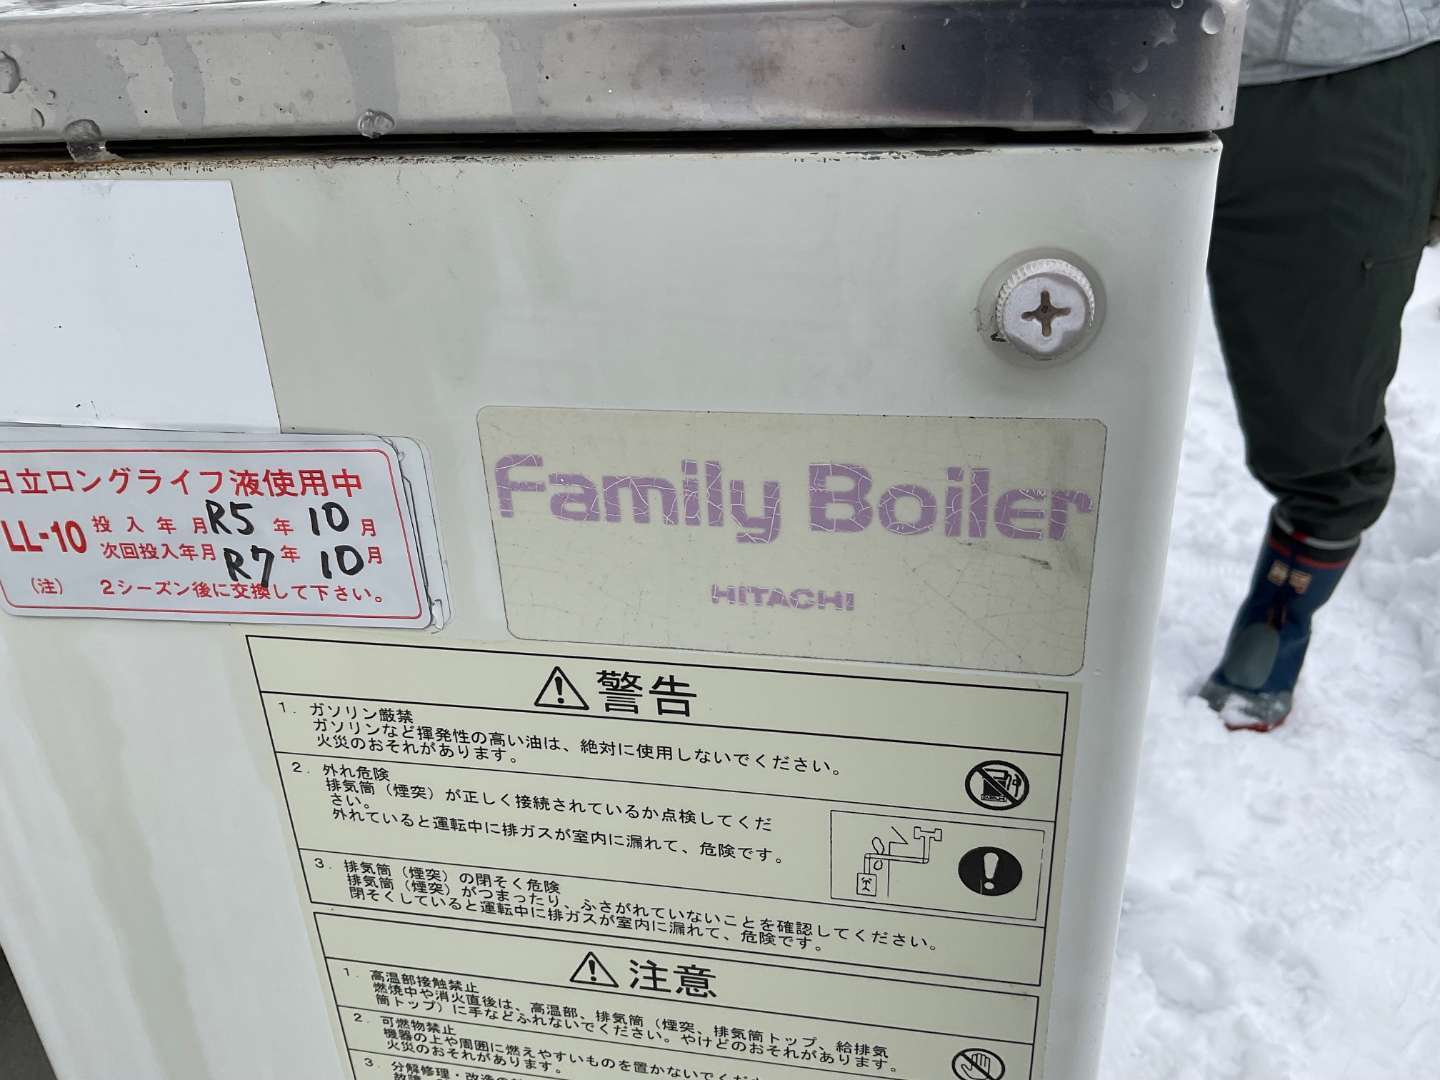 日立ロングライフ液使用中
LL-10
投入年月R5年10月
次回投入年月R7年10月
(注) 2シーズン後に交換して下さい。
Family Boiler
HITACHI
警告
1. ガソリン厳禁
ガソリンなど揮発性の高い油は、絶対に使用しないでください。
火災のおそれがあります。
2. 外れ危険
排気筒(煙突)が正しく接続されているか点検してくだ
さい。
外れていると運転中に排ガスが室内に漏れて、危険です。
3. 排気筒(煙突)の閉そく危険
排気筒(煙突)がつまったり、ふさがれていないことを確認してください。
閉そくしていると運転中に排ガスが室内に漏れて、危険です。
注意
1. 高温部接触禁止
燃焼中や消火直後は、高温部、排気筒(煙突、排気筒トップ、給排気
筒トップ)に手などふれないでください。やけどのおそれがあります。
2. 可燃物禁止
機器の上や周囲に燃えやすいものを置かないでくだ
火災のおそれがあります。
3. 分解修理・改造の